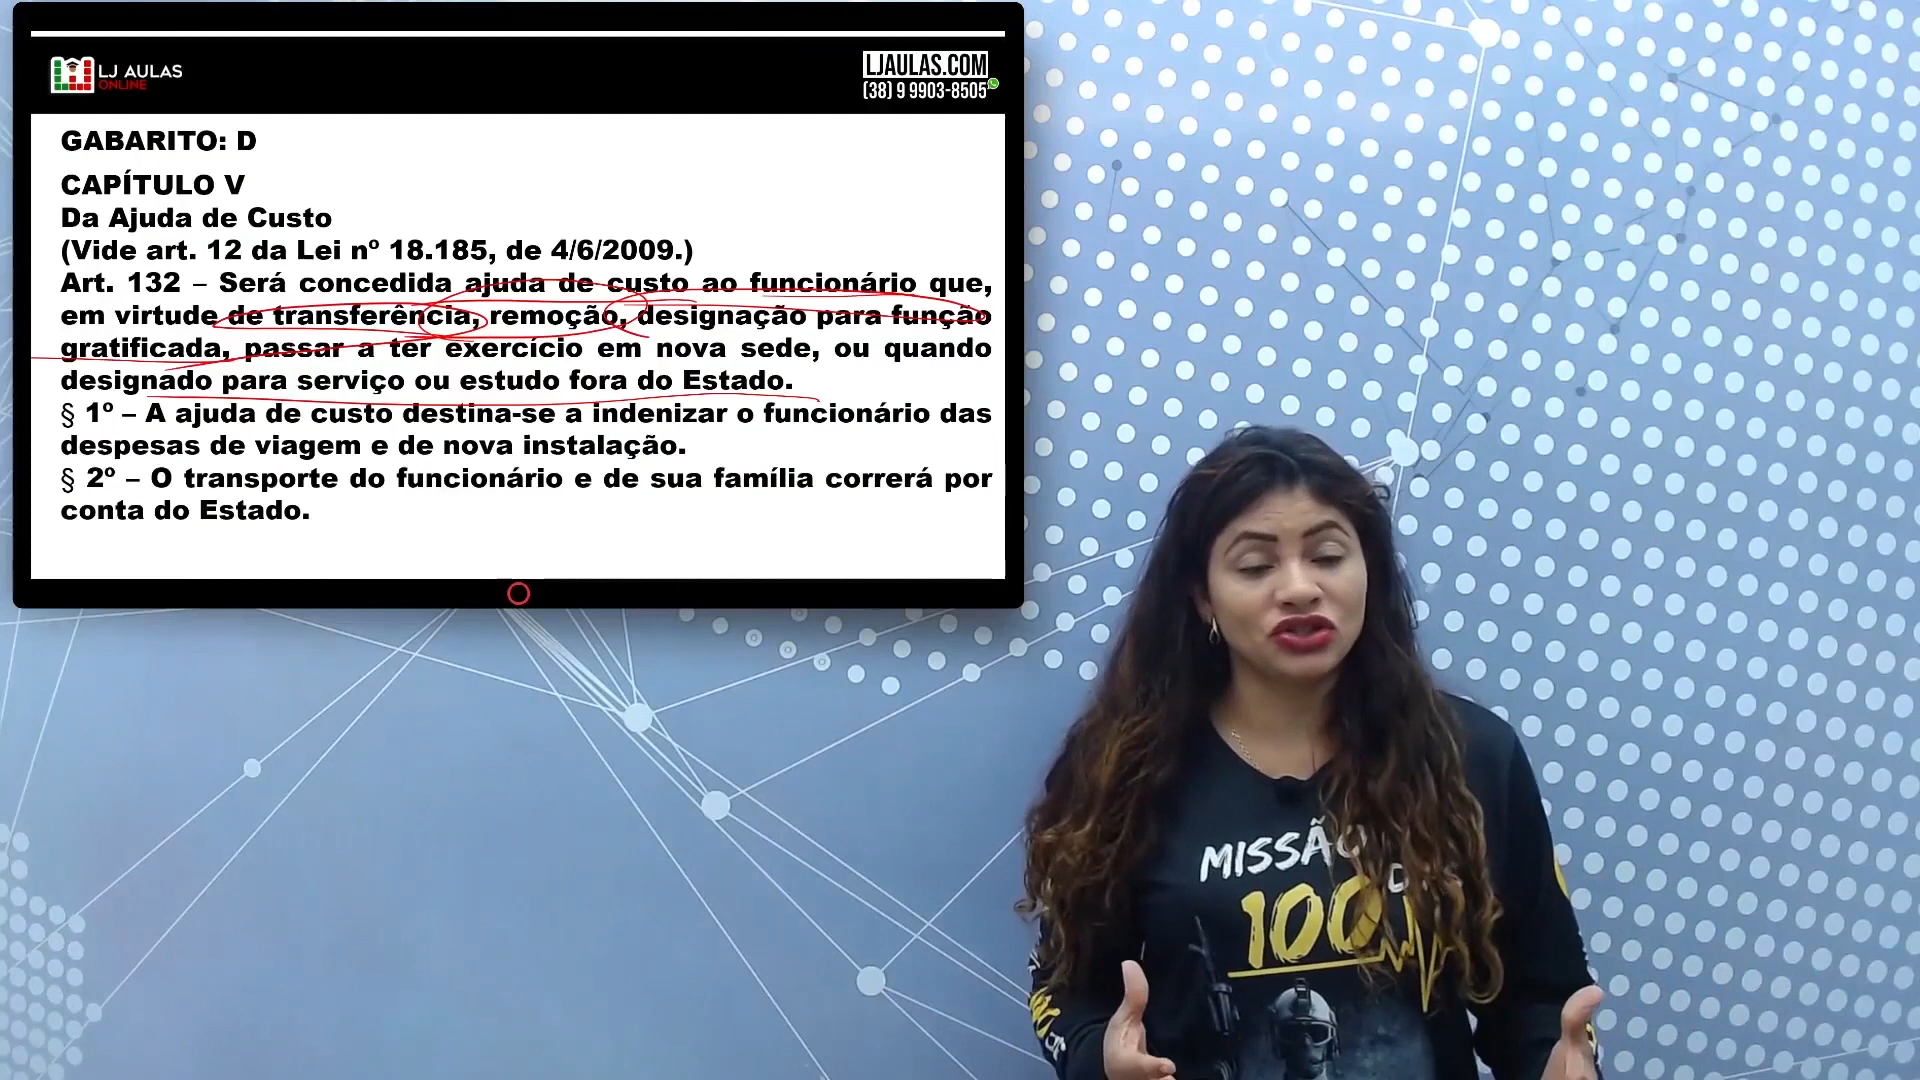 LJ AULAS
ONLINE
LJAULAS.COM
(38) 9 9903-8505
GABARITO: D
CAPÍTULO V
Da Ajuda de Custo
(Vide art. 12 da Lei nº 18.185, de 4/6/2009.)
Art. 132 – Será concedida ajuda de custo ao funcionário que,
em virtude de transferência, remoção, designação para função
gratificada, passar a ter exercício em nova sede, ou quando
designado para serviço ou estudo fora do Estado.
§ 1º – A ajuda de custo destina-se a indenizar o funcionário das
despesas de viagem e de nova instalação.
§ 2º – O transporte do funcionário e de sua família correrá por
conta do Estado.
MISSÃO
100